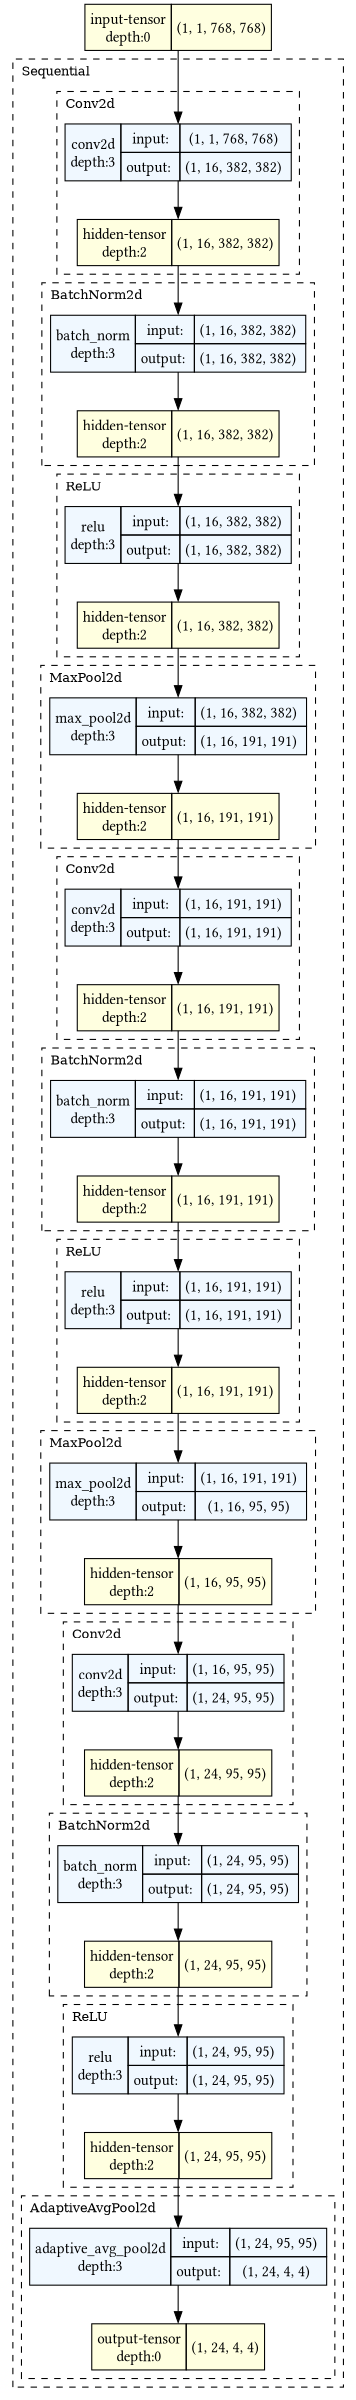 input-tensor
depth:0
(1, 1, 768, 768)
Sequential
Conv2d
conv2d
depth:3
input:
(1, 1, 768, 768)
output:
(1, 16, 382, 382)
hidden-tensor
depth:2
(1, 16, 382, 382)
BatchNorm2d
batch_norm
depth:3
input:
(1, 16, 382, 382)
output:
(1, 16, 382, 382)
hidden-tensor
depth:2
(1, 16, 382, 382)
ReLU
relu
depth:3
input:
(1, 16, 382, 382)
output:
(1, 16, 382, 382)
hidden-tensor
depth:2
(1, 16, 382, 382)
MaxPool2d
max_pool2d
depth:3
input:
(1, 16, 382, 382)
output:
(1, 16, 191, 191)
hidden-tensor
depth:2
(1, 16, 191, 191)
Conv2d
conv2d
depth:3
input:
(1, 16, 191, 191)
output:
(1, 16, 191, 191)
hidden-tensor
depth:2
(1, 16, 191, 191)
BatchNorm2d
batch_norm
depth:3
input:
(1, 16, 191, 191)
output:
(1, 16, 191, 191)
hidden-tensor
depth:2
(1, 16, 191, 191)
ReLU
relu
depth:3
input:
(1, 16, 191, 191)
output:
(1, 16, 191, 191)
hidden-tensor
depth:2
(1, 16, 191, 191)
MaxPool2d
max_pool2d
depth:3
input:
(1, 16, 191, 191)
output:
(1, 16, 95, 95)
hidden-tensor
depth:2
(1, 16, 95, 95)
Conv2d
conv2d
depth:3
input:
(1, 16, 95, 95)
output:
(1, 24, 95, 95)
hidden-tensor
depth:2
(1, 24, 95, 95)
BatchNorm2d
batch_norm
depth:3
input:
(1, 24, 95, 95)
output:
(1, 24, 95, 95)
hidden-tensor
depth:2
(1, 24, 95, 95)
ReLU
relu
depth:3
input:
(1, 24, 95, 95)
output:
(1, 24, 95, 95)
hidden-tensor
depth:2
(1, 24, 95, 95)
AdaptiveAvgPool2d
adaptive_avg_pool2d
depth:3
input:
(1, 24, 95, 95)
output:
(1, 24, 4, 4)
output-tensor
depth:0
(1, 24, 4, 4)